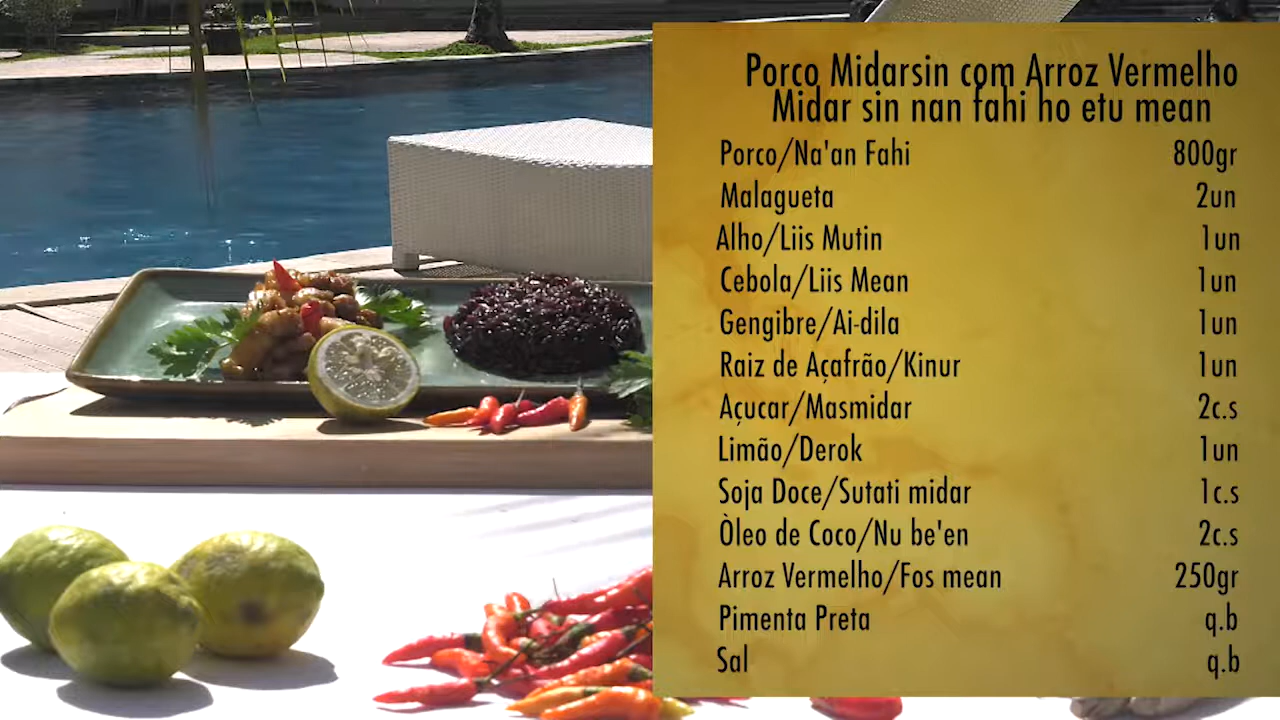 Porco Midarsin com Arroz Vermelho
Midar sin nan fahi ho etu mean
Porco/Na'an Fahi 800gr
Malagueta 2un
Alho/Liis Mutin 1un
Cebola/Liis Mean 1un
Gengibre/Ai-dila 1un
Raiz de Açafrão/Kinur 1un
Açucar/Masmidar 2c.s
Limão/Derok 1un
Soja Doce/Sutati midar 1c.s
Òleo de Coco/Nu be'en 2c.s
Arroz Vermelho/Fos mean 250gr
Pimenta Preta q.b
Sal q.b